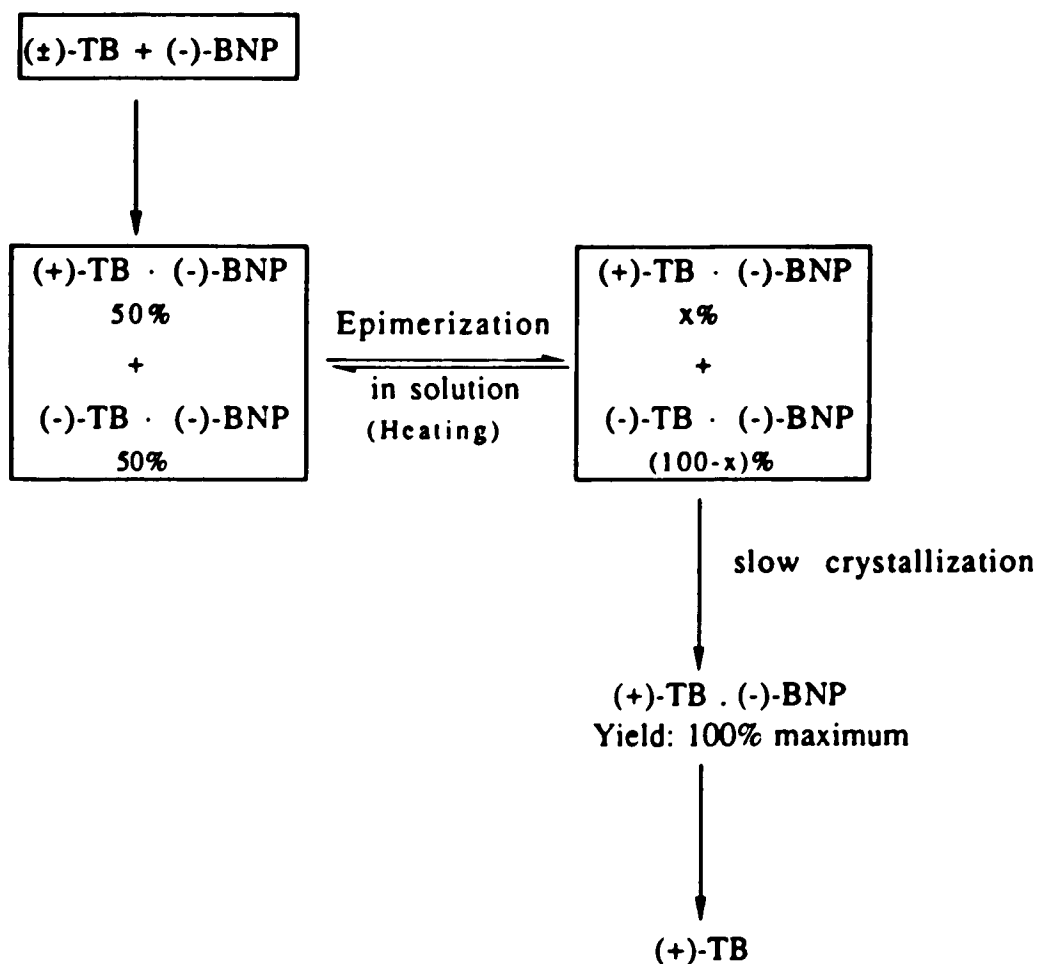 (±)-TB + (-)-BNP
(+)-TB · (-)-BNP
50%
+
(-)-TB · (-)-BNP
50%
Epimerization
in solution
(Heating)
(+)-TB · (-)-BNP
x%
+
(-)-TB · (-)-BNP
(100-x)%
slow crystallization
(+)-TB . (-)-BNP
Yield: 100% maximum
(+)-TB